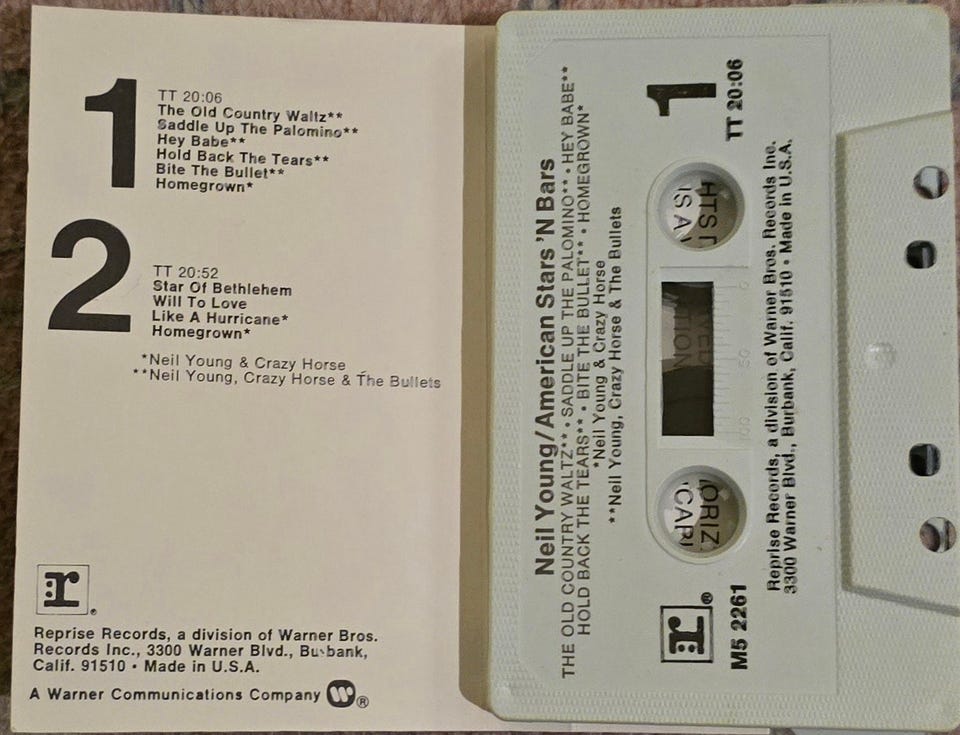 1
TT 20:06
The Old Country Waltz**
Saddle Up The Palomino**
Hey Babe**
Hold Back The Tears**
Bite The Bullet**
Homegrown*
2
TT 20:52
Star Of Bethlehem
Will To Love
Like A Hurricane*
Homegrown*
*Neil Young & Crazy Horse
**Neil Young, Crazy Horse & The Bullets
:r®
Reprise Records, a division of Warner Bros.
Records Inc., 3300 Warner Blvd., Burbank,
Calif. 91510 • Made in U.S.A.
A Warner Communications Company W®
Neil Young/American Stars 'N Bars
THE OLD COUNTRY WALTZ** • SADDLE UP THE PALOMINO** • HEY BABE**
HOLD BACK THE TEARS** • BITE THE BULLET** • HOMEGROWN*
*Neil Young & Crazy Horse
**Neil Young, Crazy Horse & The Bullets
1
TT 20:06
:r®
M5 2261
0 50 100
Reprise Records, a division of Warner Bros. Records Inc.
3300 Warner Blvd., Burbank, Calif. 91510 • Made in U.S.A.